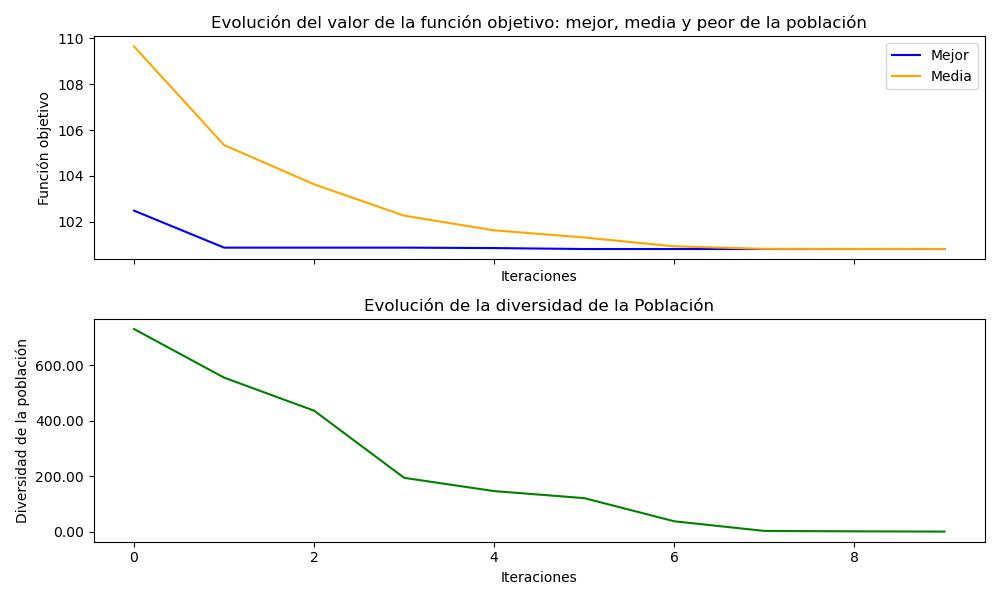 Evolución del valor de la función objetivo: mejor, media y peor de la población
110
108
106
104
102
Función objetivo
Mejor
Media
Iteraciones
Evolución de la diversidad de la Población
600.00
400.00
200.00
0.00
Diversidad de la población
0 2 4 6 8
Iteraciones